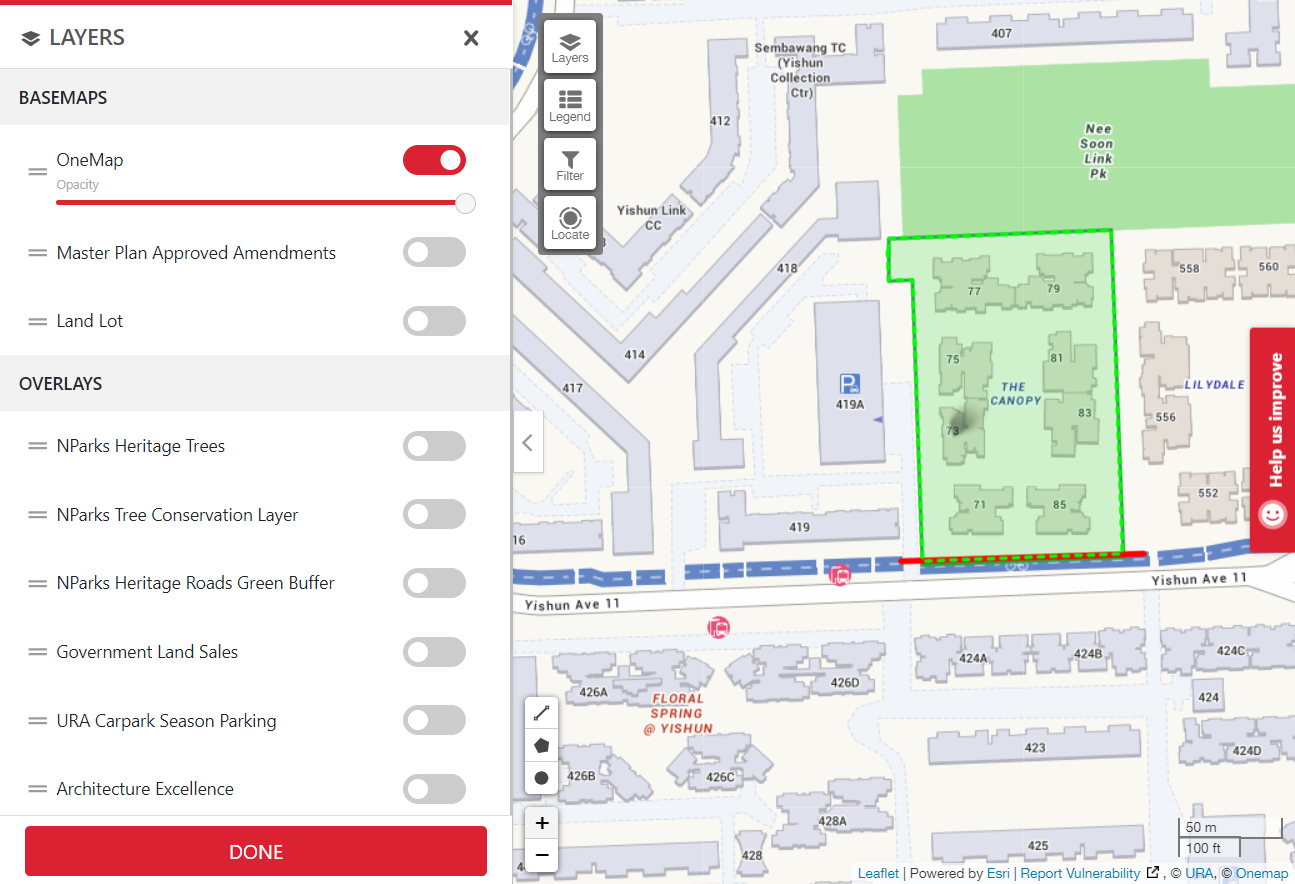 LAYERS
BASEMAPS
OneMap
Opacity
Master Plan Approved Amendments
Land Lot
OVERLAYS
NParks Heritage Trees
NParks Tree Conservation Layer
NParks Heritage Roads Green Buffer
Government Land Sales
URA Carpark Season Parking
Architecture Excellence
DONE
Layers
Legend
Filter
Locate
407
Sembawang TC
(Yishun
Collection
Ctr)
412
Nee
Soon
Link
Pk
Yishun Link
CC
3
418
558
560
77
79
414
75
81
417
419A
THE
CANOPY
LILYDALE
73
83
556
Help us improve
71
85
552
16
419
Yishun Ave 11
Yishun Ave 11
424A
424B
424C
426A
426D
FLORAL
SPRING
@ YISHUN
424
423
424D
426B
426C
428A
425
428
4
+
−
50 m
100 ft
Leaflet | Powered by Esri | Report Vulnerability , © URA, © Onemap